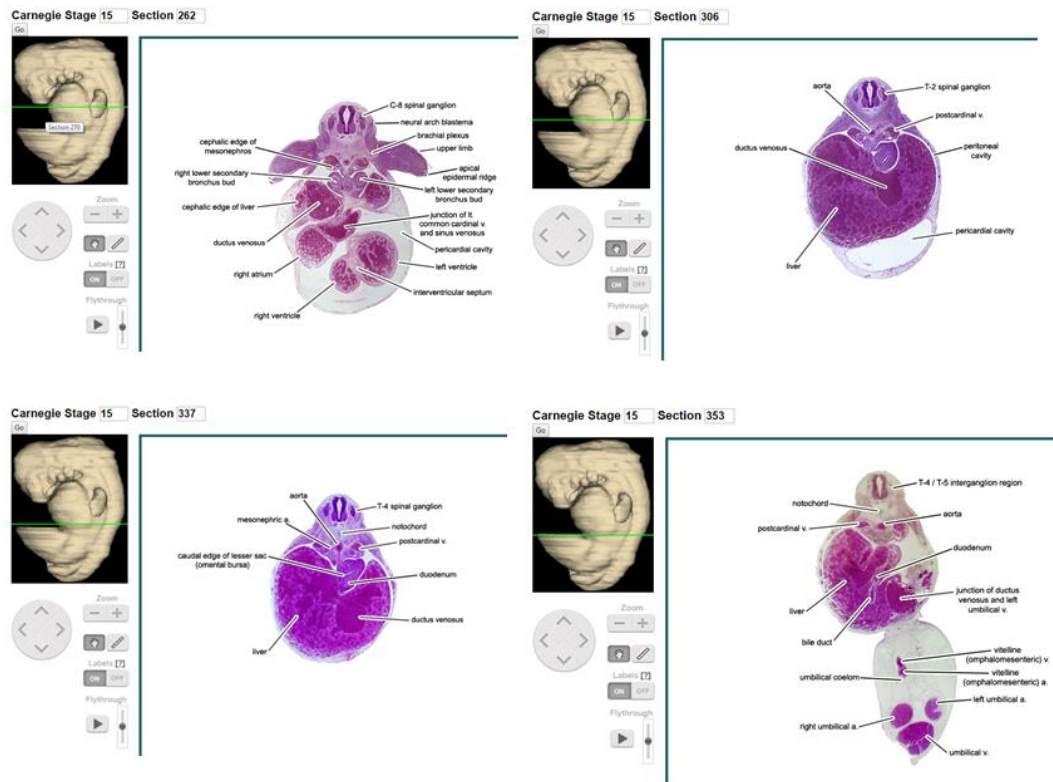 Carnegie Stage 15 Section 262
Go
Section 270
Zoom
Labels [?]
ON OFF
Flythrough
C-8 spinal ganglion
neural arch blastema
brachial plexus
upper limb
apical
epidermal ridge
left lower secondary
bronchus bud
junction of lt.
common cardinal v.
and sinus venosus
pericardial cavity
left ventricle
interventricular septum
cephalic edge of
mesonephros
right lower secondary
bronchus bud
cephalic edge of liver
ductus venosus
right atrium
right ventricle
Carnegie Stage 15 Section 306
Go
Zoom
Labels [?]
ON OFF
Flythrough
aorta
ductus venosus
liver
T-2 spinal ganglion
postcardinal v.
peritoneal
cavity
pericardial cavity
Carnegie Stage 15 Section 337
Go
Zoom
Labels [?]
ON OFF
Flythrough
aorta
mesonephric a.
caudal edge of lesser sac
(omental bursa)
liver
T-4 spinal ganglion
notochord
postcardinal v.
duodenum
ductus venosus
Carnegie Stage 15 Section 353
Go
Zoom
Labels [?]
ON OFF
Flythrough
notochord
postcardinal v.
liver
bile duct
umbilical coelom
right umbilical a.
T-4 / T-5 interganglion region
aorta
duodenum
junction of ductus
venosus and left
umbilical v.
vitelline
(omphalomesenteric) v.
vitelline
(omphalomesenteric) a.
left umbilical a.
umbilical v.